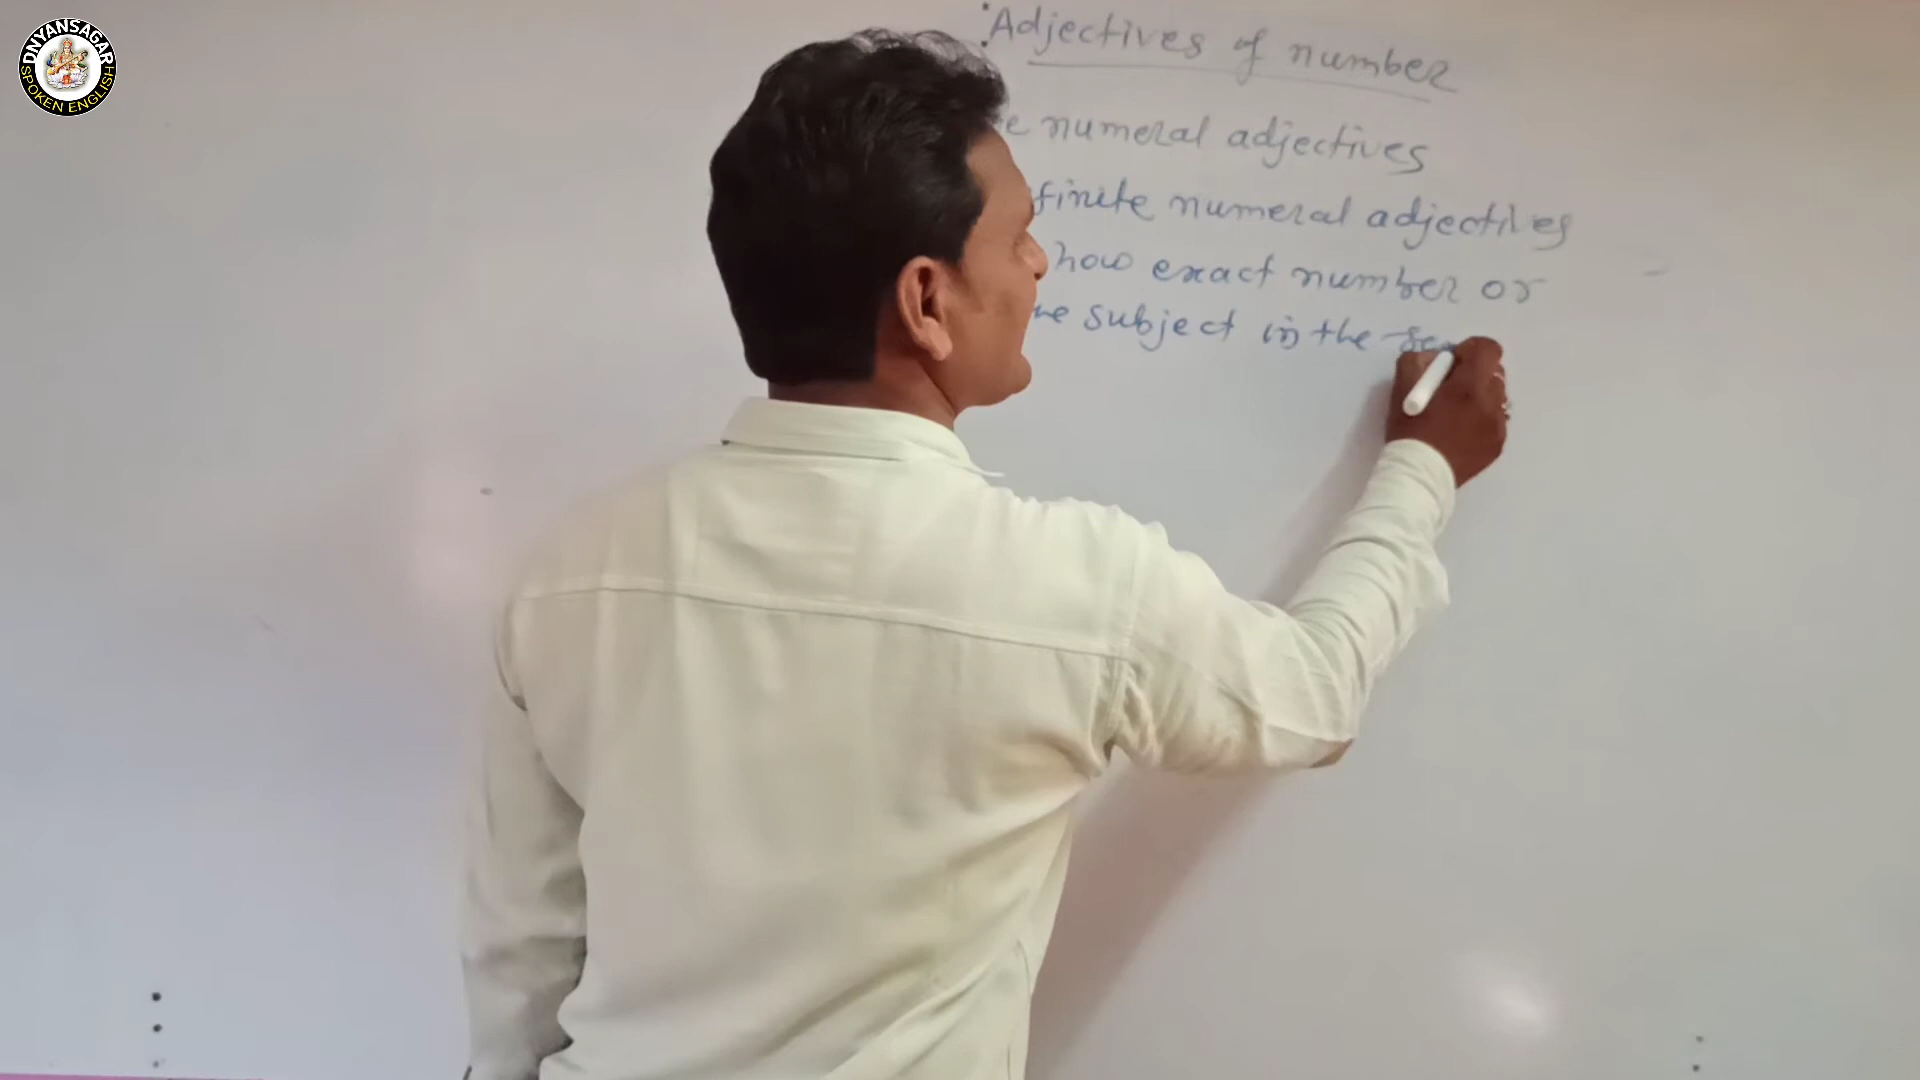 DNYANSAGAR
SPOKEN ENGLISH
Adjectives of number
numeral adjectives
finite numeral adjectives
how exact number or
subject in the